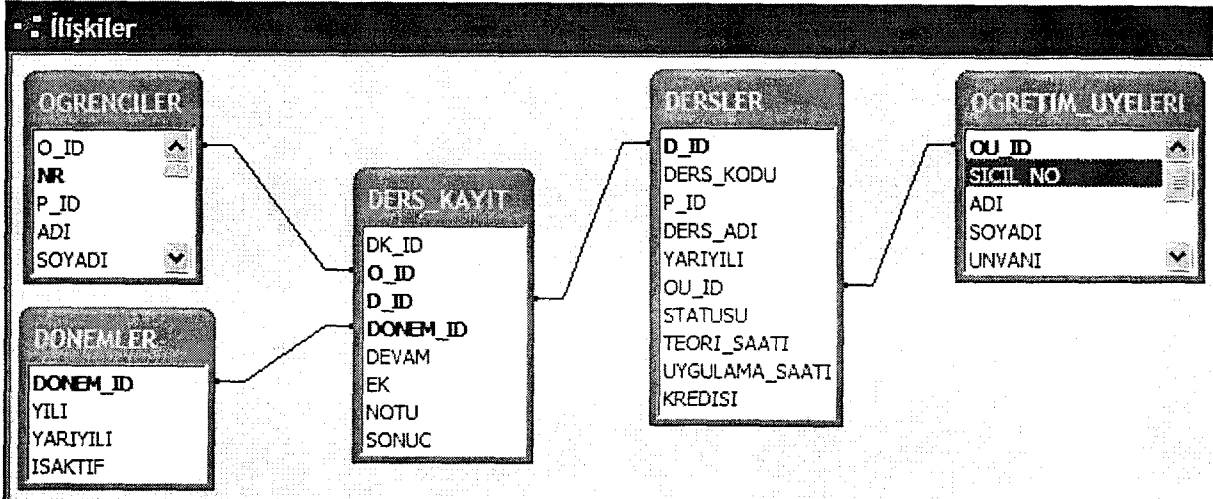 İlişkiler
OGRENCILER
O_ID
NR
P_ID
ADI
SOYADI
DONEMLER
DONEM_ID
YILI
YARIYILI
ISAKTIF
DERS_KAYIT
DK_ID
O_ID
D_ID
DONEM_ID
DEVAM
EK
NOTU
SONUC
DERSLER
D_ID
DERS_KODU
P_ID
DERS_ADI
YARIYILI
OU_ID
STATUSU
TEORI_SAATI
UYGULAMA_SAATI
KREDISI
OGRETIM_UYELERI
OU_ID
SICIL_NO
ADI
SOYADI
UNVANI